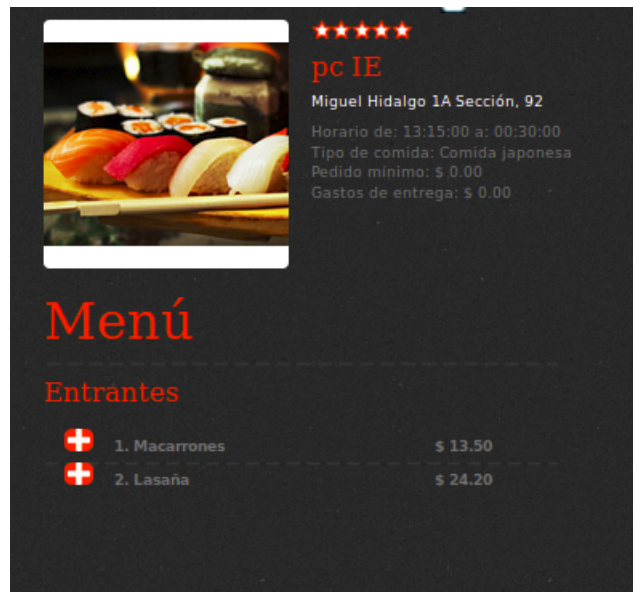 pc IE
Miguel Hidalgo 1A Sección, 92
Horario de: 13:15:00 a: 00:30:00
Tipo de comida: Comida japonesa
Pedido mínimo: $ 0.00
Gastos de entrega: $ 0.00
Menú
Entrantes
1. Macarrones $ 13.50
2. Lasaña $ 24.20